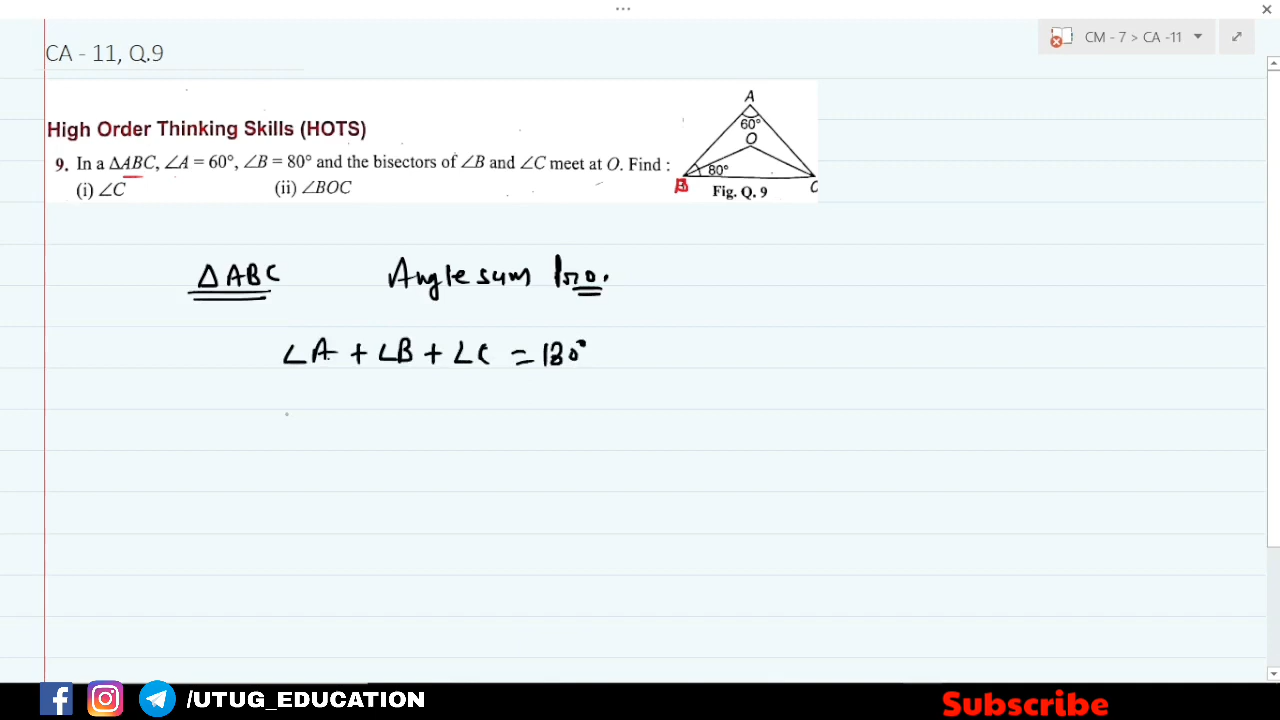 CM - 7 > CA -11
CA - 11, Q.9
High Order Thinking Skills (HOTS)
9. In a ΔABC, ∠A = 60°, ∠B = 80° and the bisectors of ∠B and ∠C meet at O. Find :
(i) ∠C (ii) ∠BOC
A
60°
O
80°
B C
Fig. Q. 9
ΔABC Angle sum Pro.
∠A + ∠B + ∠C = 180°
/UTUG_EDUCATION
Subscribe